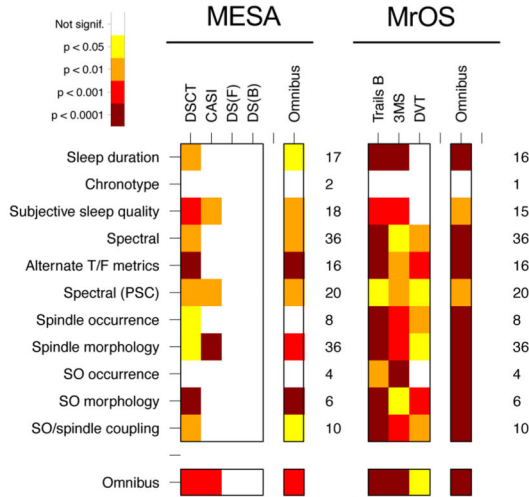 MESA MrOS
Not signif.
p < 0.05
p < 0.01
p < 0.001
p < 0.0001
DSCT CASI DS(F) DS(B) Omnibus Trails B 3MS DVT Omnibus
Sleep duration 17 16
Chronotype 2 1
Subjective sleep quality 18 15
Spectral 36 36
Alternate T/F metrics 16 16
Spectral (PSC) 20 20
Spindle occurrence 8 8
Spindle morphology 36 36
SO occurrence 4 4
SO morphology 6 6
SO/spindle coupling 10 10
Omnibus